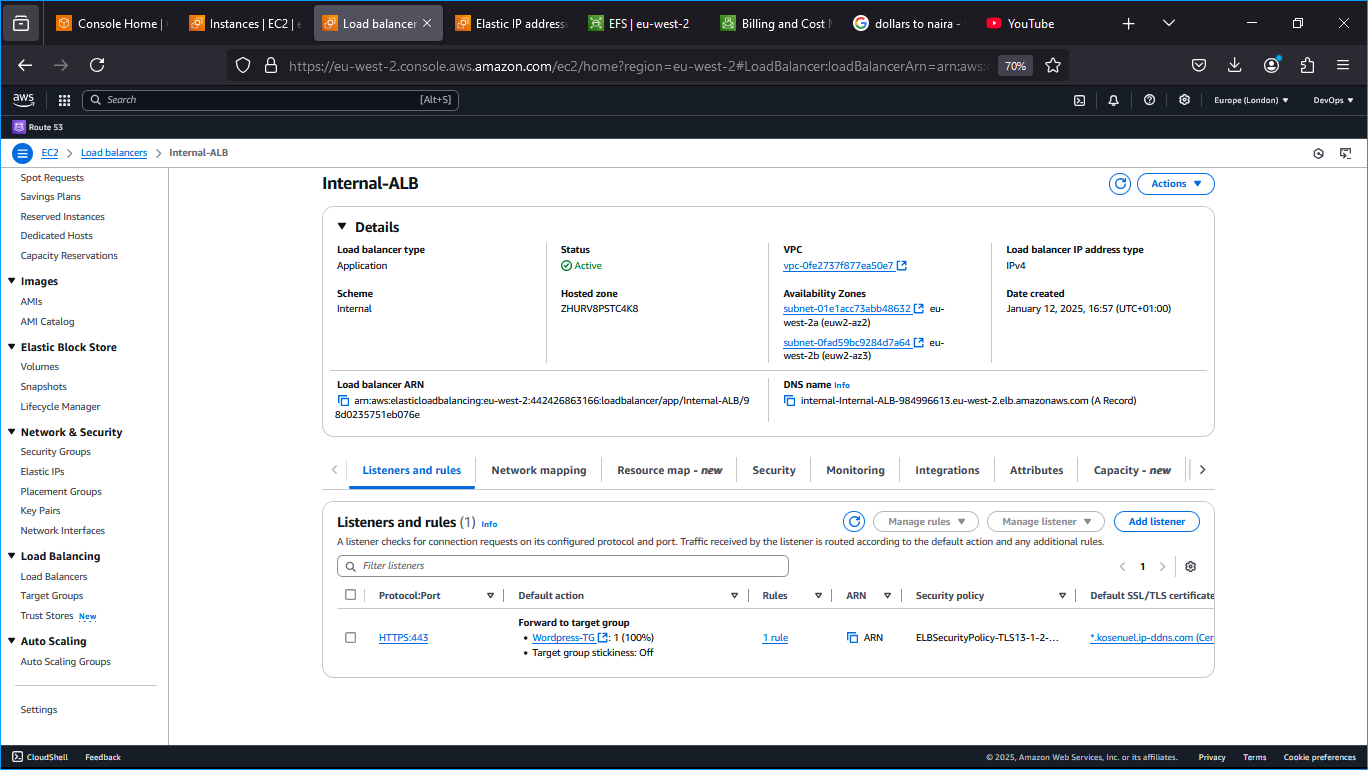 Console Home |
Instances | EC2 | e
Load balancer
Elastic IP addresse
EFS | eu-west-2
Billing and Cost M
dollars to naira -
YouTube
https://eu-west-2.console.aws.amazon.com/ec2/home?region=eu-west-2#LoadBalancer:loadBalancerArn=arn:aws:e
70%
aws
Search
[Alt+S]
Europe (London)
DevOps
Route 53
EC2 > Load balancers > Internal-ALB
Spot Requests
Savings Plans
Reserved Instances
Dedicated Hosts
Capacity Reservations
Images
AMIs
AMI Catalog
Elastic Block Store
Volumes
Snapshots
Lifecycle Manager
Network & Security
Security Groups
Elastic IPs
Placement Groups
Key Pairs
Network Interfaces
Load Balancing
Load Balancers
Target Groups
Trust Stores New
Auto Scaling
Auto Scaling Groups
Settings
Internal-ALB
Actions
Details
Load balancer type
Application
Status
Active
VPC
vpc-0fe2737f877ea50e7
Load balancer IP address type
IPv4
Scheme
Internal
Hosted zone
ZHURV8PSTC4K8
Availability Zones
subnet-01e1acc73abb48632 eu-
west-2a (euw2-az2)
subnet-0fad59bc9284d7a64 eu-
west-2b (euw2-az3)
Date created
January 12, 2025, 16:57 (UTC+01:00)
Load balancer ARN
arn:aws:elasticloadbalancing:eu-west-2:442426863166:loadbalancer/app/Internal-ALB/9
8d0235751eb076e
DNS name Info
internal-Internal-ALB-984996613.eu-west-2.elb.amazonaws.com (A Record)
Listeners and rules
Network mapping
Resource map - new
Security
Monitoring
Integrations
Attributes
Capacity - new
Listeners and rules (1) Info
Manage rules
Manage listener
Add listener
A listener checks for connection requests on its configured protocol and port. Traffic received by the listener is routed according to the default action and any additional rules.
Filter listeners
1
Protocol:Port
Default action
Rules
ARN
Security policy
Default SSL/TLS certificate
HTTPS:443
Forward to target group
• Wordpress-TG : 1 (100%)
• Target group stickiness: Off
1 rule
ARN
ELBSecurityPolicy-TLS13-1-2-...
*.kosenuel.ip-ddns.com (Cer
CloudShell
Feedback
© 2025, Amazon Web Services, Inc. or its affiliates.
Privacy
Terms
Cookie preferences